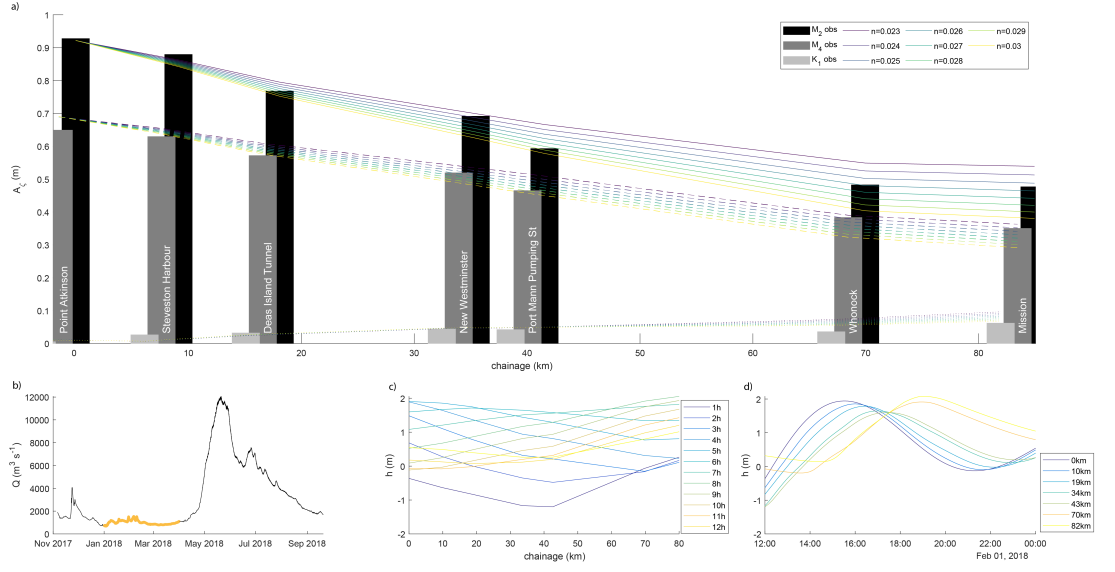 a)
1
0.9
0.8
0.7
0.6
0.5
0.4
0.3
0.2
0.1
0
A_ζ (m)
M₂ obs
M₄ obs
K₁ obs
n=0.023
n=0.024
n=0.025
n=0.026
n=0.027
n=0.028
n=0.029
n=0.03
Point Atkinson
Steveston Harbour
Deas Island Tunnel
New Westminster
Port Mann Pumping St
Whonock
Mission
0 10 20 30 40 50 60 70 80
chainage (km)
b)
12000
10000
8000
6000
4000
2000
0
Q (m³ s⁻¹)
Nov 2017 Jan 2018 Mar 2018 May 2018 Jul 2018 Sep 2018
c)
2
1
0
-1
-2
h (m)
0 10 20 30 40 50 60 70 80
chainage (km)
1h
2h
3h
4h
5h
6h
7h
8h
9h
10h
11h
12h
d)
2
1
0
-1
-2
h (m)
12:00 14:00 16:00 18:00 20:00 22:00 00:00
Feb 01, 2018
0km
10km
19km
34km
43km
70km
82km